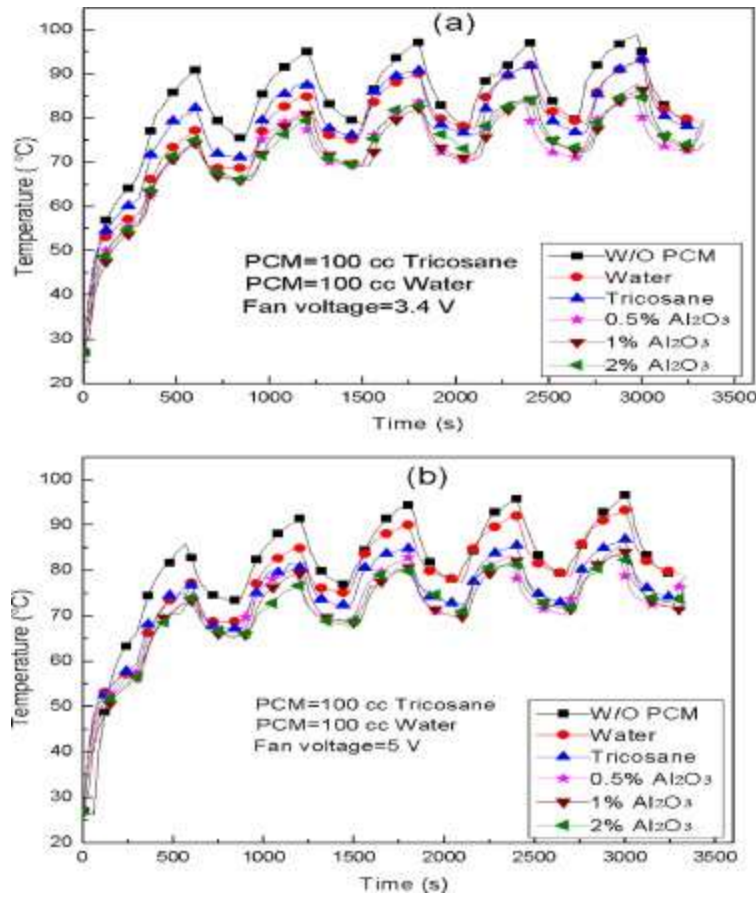 (a)
100
90
80
70
60
50
40
30
20
Temperature ( °C)
PCM=100 cc Tricosane
PCM=100 cc Water
Fan voltage=3.4 V
W/O PCM
Water
Tricosane
0.5% Al₂O₃
1% Al₂O₃
2% Al₂O₃
0 500 1000 1500 2000 2500 3000 3500
Time (s)
(b)
100
90
80
70
60
50
40
30
20
Temperature (°C)
PCM=100 cc Tricosane
PCM=100 cc Water
Fan voltage=5 V
W/O PCM
Water
Tricosane
0.5% Al₂O₃
1% Al₂O₃
2% Al₂O₃
0 500 1000 1500 2000 2500 3000 3500
Time (s)